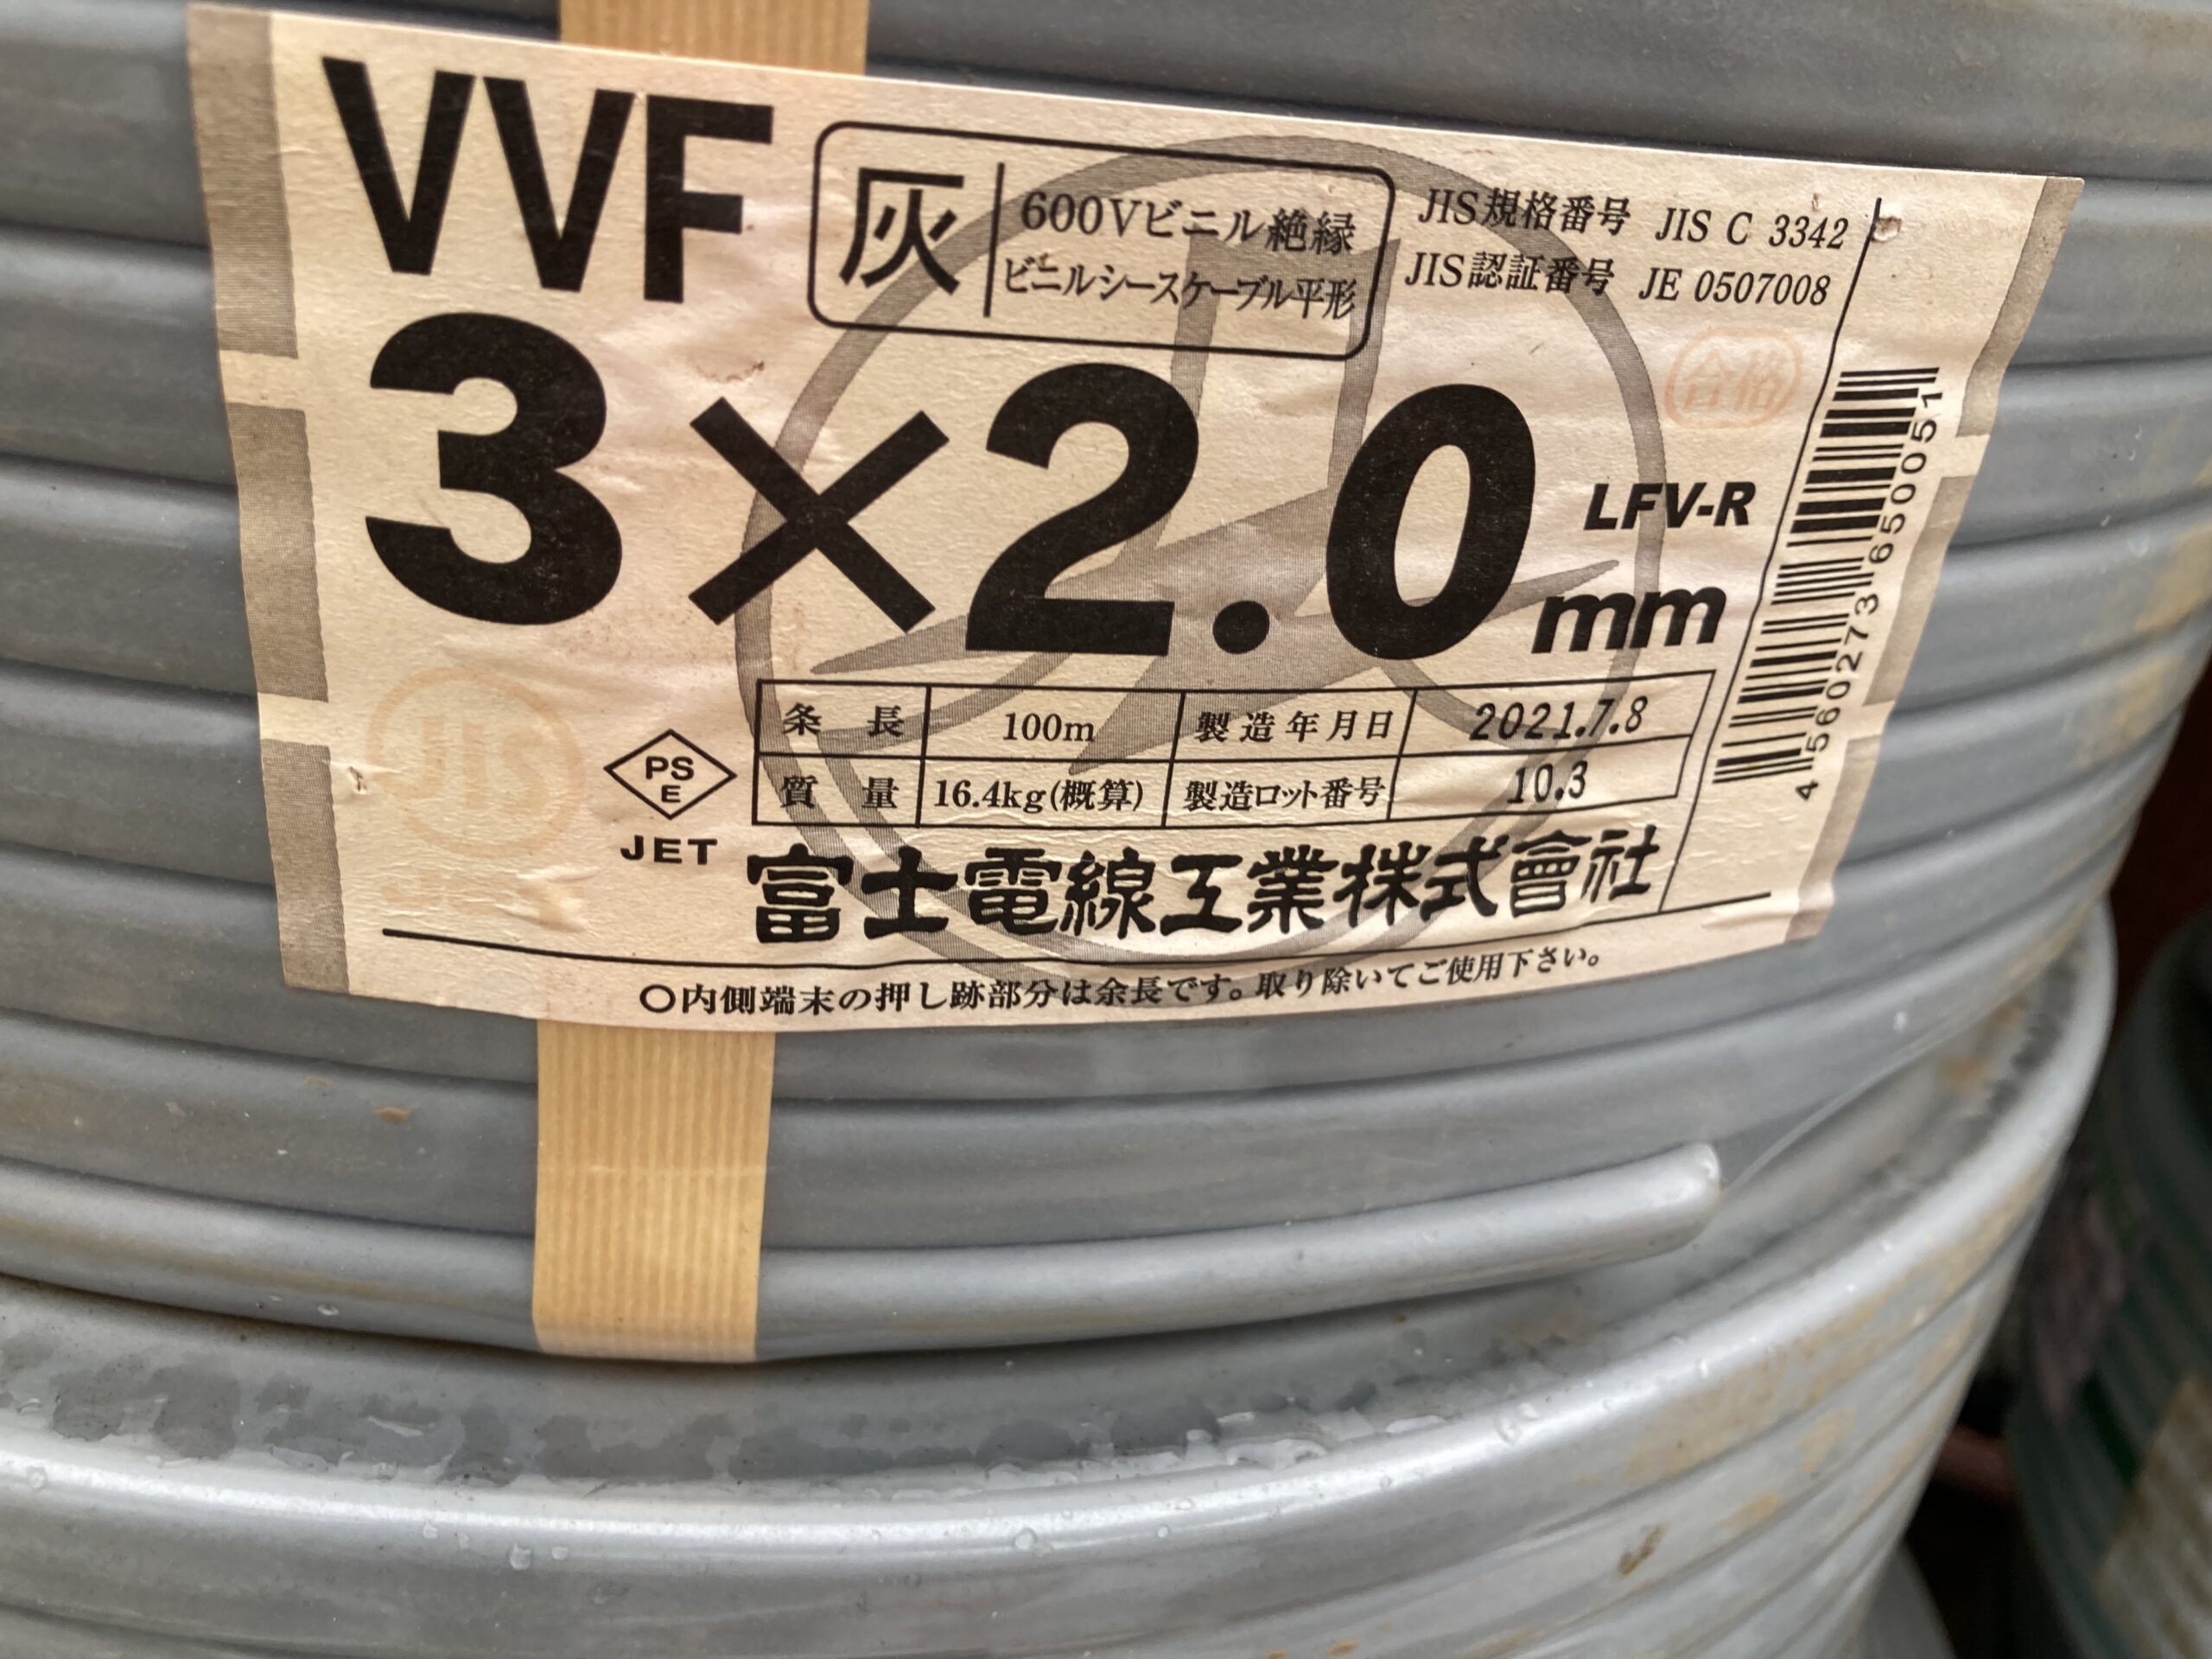 VVF
灰
600Vビニル絶縁
ビニルシースケーブル平形
JIS規格番号 JIS C 3342
JIS認証番号 JE 0507008
合格
3×2.0mm
LFV-R
条長 100m 製造年月日 2021.7.8
質量 16.4kg(概算) 製造ロット番号 10.3
PS
E
JET
富士電線工業株式會社
○内側端末の押し跡部分は余長です。取り除いてご使用下さい。
4560273650051